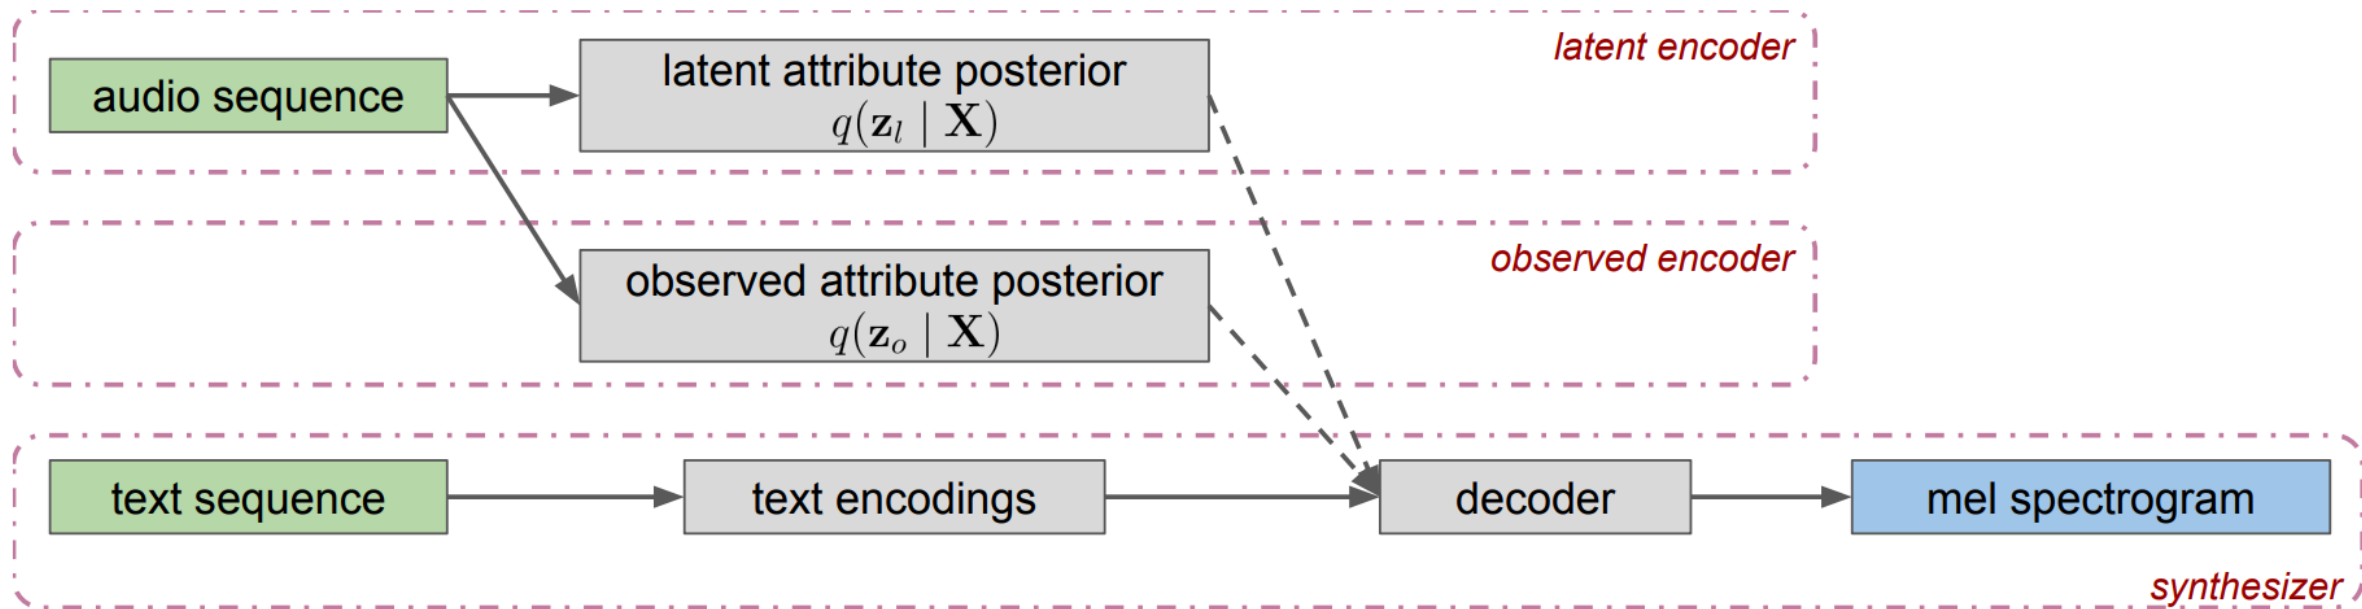 latent encoder
audio sequence
latent attribute posterior
q(z_l | X)
observed encoder
observed attribute posterior
q(z_o | X)
text sequence
text encodings
decoder
mel spectrogram
synthesizer